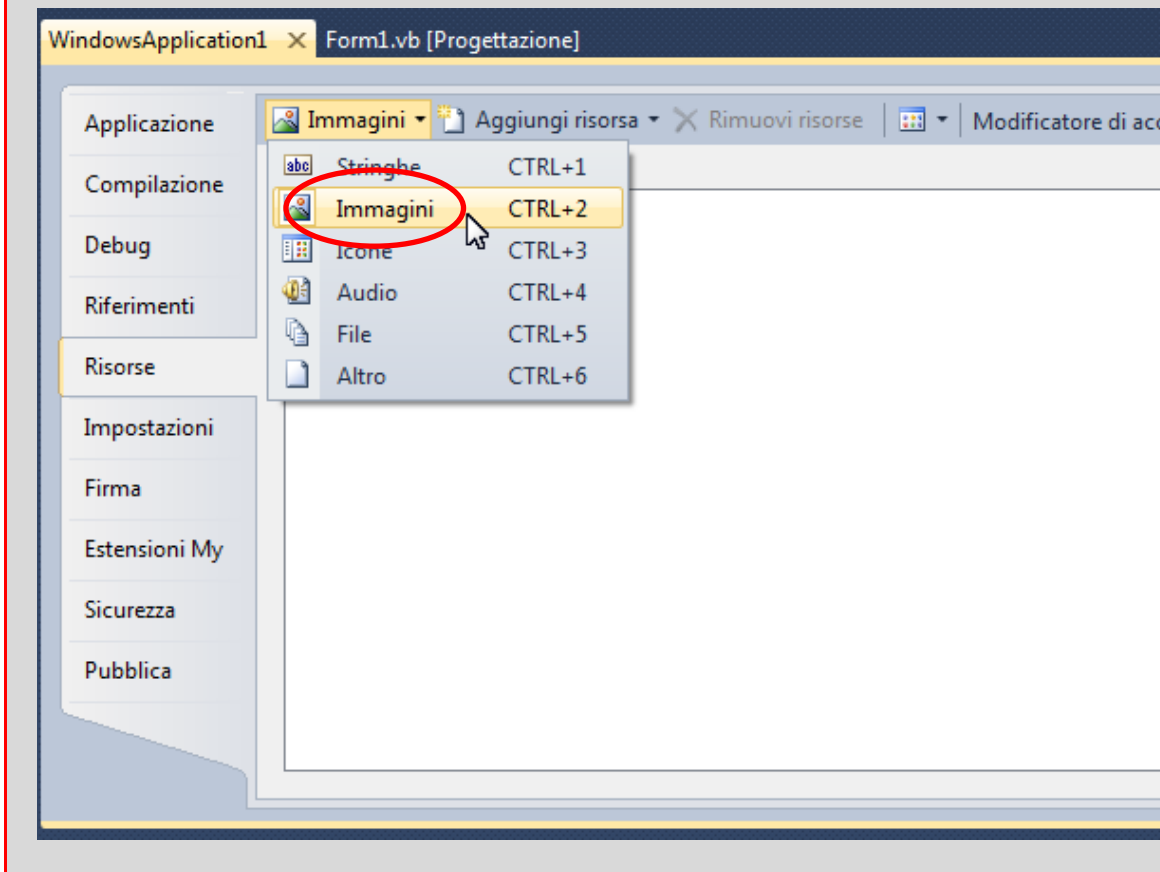 WindowsApplication1 Form1.vb [Progettazione]
Immagini Aggiungi risorsa Rimuovi risorse Modificatore di acc
Applicazione
Compilazione
Debug
Riferimenti
Risorse
Impostazioni
Firma
Estensioni My
Sicurezza
Pubblica
abc Stringhe CTRL+1
Immagini CTRL+2
Icone CTRL+3
Audio CTRL+4
File CTRL+5
Altro CTRL+6